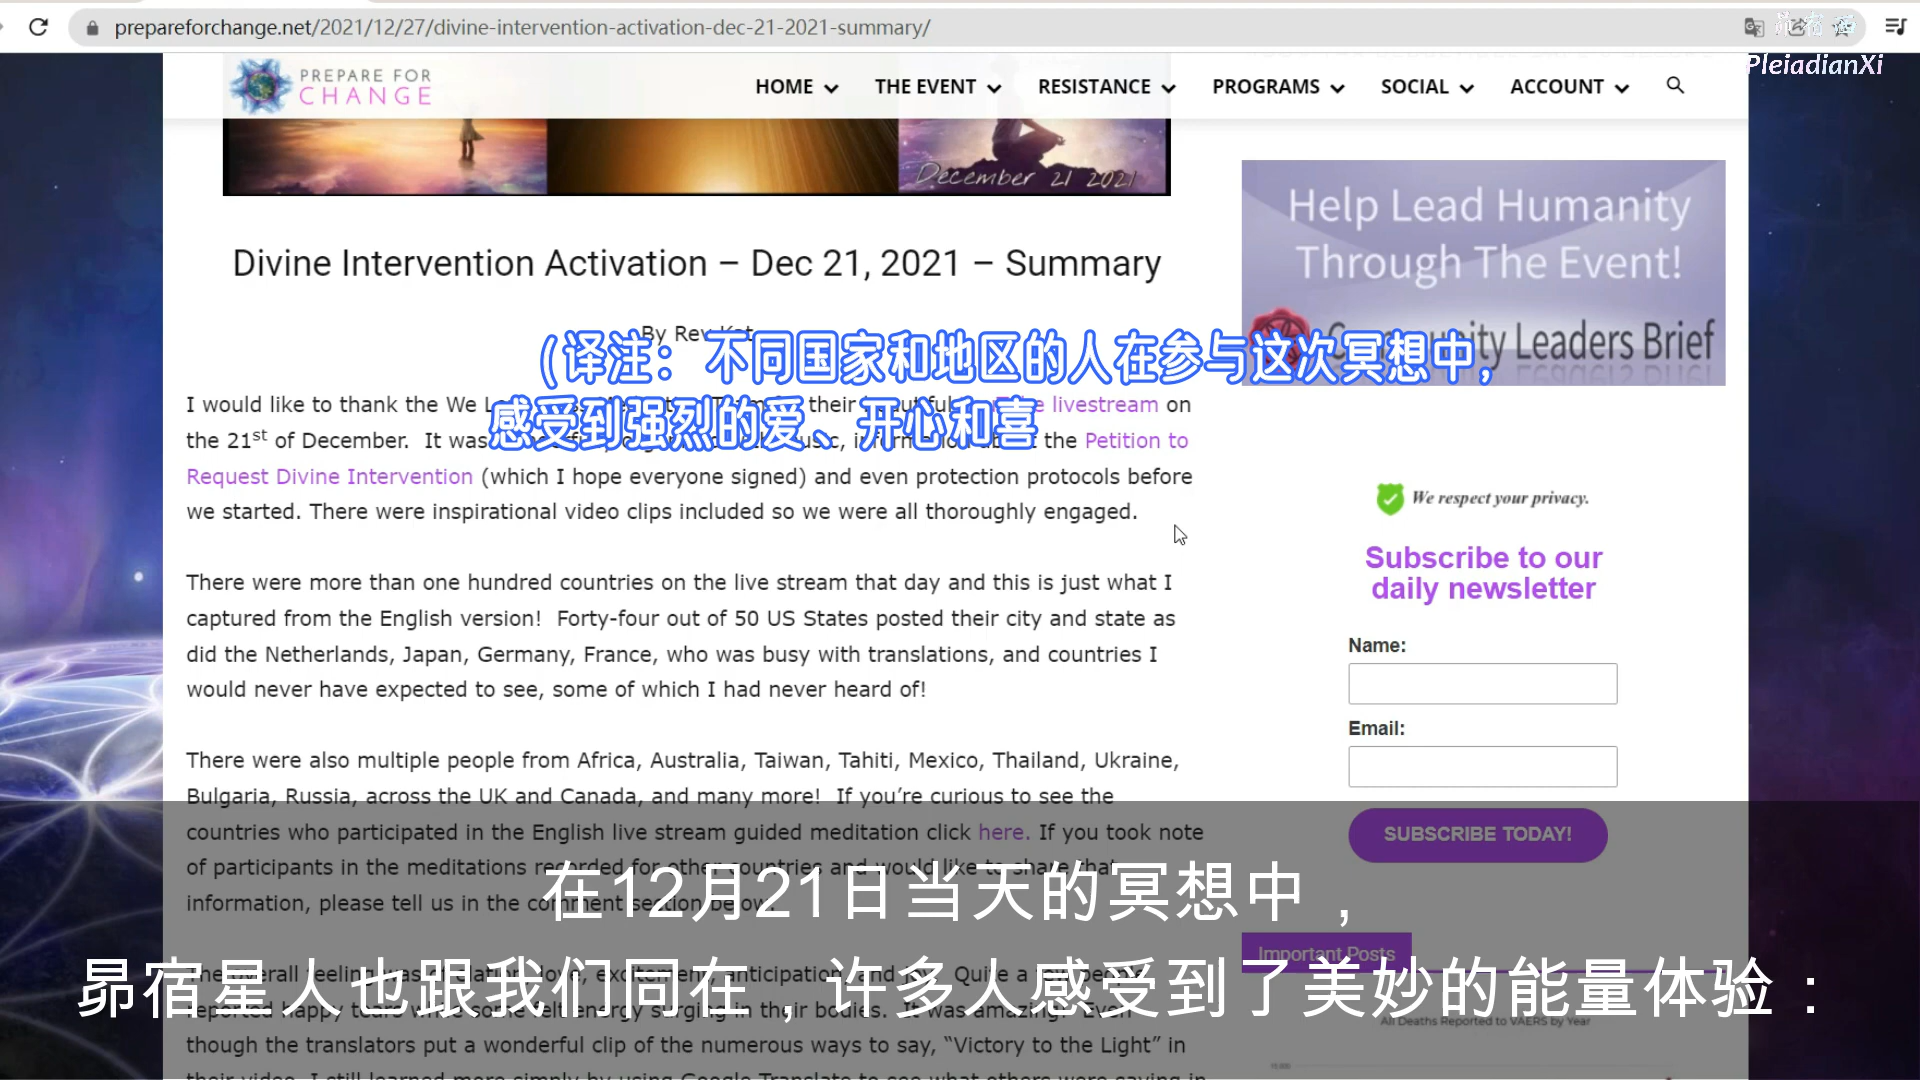 prepareforchange.net/2021/12/27/divine-intervention-activation-dec-21-2021-summary/
PleiadianXi
PREPARE FOR
CHANGE
HOME
THE EVENT
RESISTANCE
PROGRAMS
SOCIAL
ACCOUNT
December 21 2021
Divine Intervention Activation – Dec 21, 2021 – Summary
By Rev Kat
(译注：不同国家和地区的人在参与这次冥想中，
感受到强烈的爱、开心和喜
I would like to thank the We L their livestream on
the 21st of December. It was the Petition to
Request Divine Intervention (which I hope everyone signed) and even protection protocols before
we started. There were inspirational video clips included so we were all thoroughly engaged.
There were more than one hundred countries on the live stream that day and this is just what I
captured from the English version! Forty-four out of 50 US States posted their city and state as
did the Netherlands, Japan, Germany, France, who was busy with translations, and countries I
would never have expected to see, some of which I had never heard of!
There were also multiple people from Africa, Australia, Taiwan, Tahiti, Mexico, Thailand, Ukraine,
Bulgaria, Russia, across the UK and Canada, and many more! If you’re curious to see the
countries who participated in the English live stream guided meditation click here. If you took note
of participants in the meditations recorded for other countries and would like to share that
information, please tell us in the comment section below.
The overall feeling was love, excitement, anticipation, and joy. Quite a few people
reported happy tears while some felt energy surging in their bodies. It was amazing! Even
though the translators put a wonderful clip of the numerous ways to say, “Victory to the Light” in
their video, I still learned more simply by using Google Translate to see what others were saying in
Help Lead Humanity
Through The Event!
Community Leaders Brief
We respect your privacy.
Subscribe to our
daily newsletter
Name:
Email:
SUBSCRIBE TODAY!
Important Posts
All Deaths Reported to VAERS by Year
在12月21日当天的冥想中，
昴宿星人也跟我们同在，许多人感受到了美妙的能量体验：